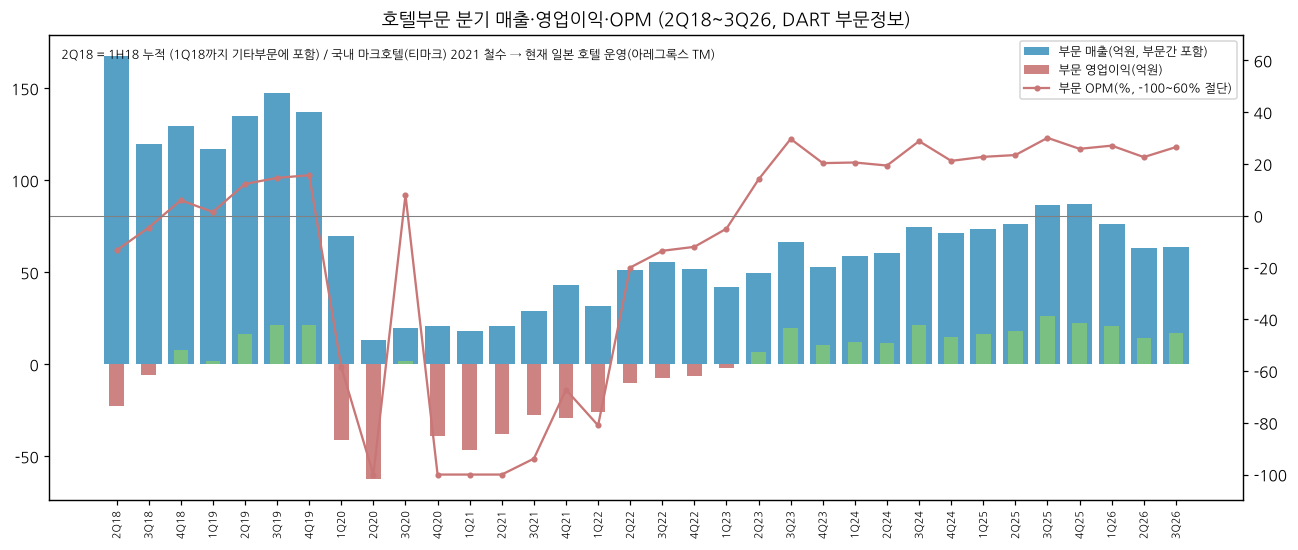 호텔부문 분기 매출·영업이익·OPM (2Q18~3Q26, DART 부문정보)
2Q18 = 1H18 누적 (1Q18까지 기타부문에 포함) / 국내 마크호텔(티마크) 2021 철수 → 현재 일본 호텔 운영(아레그록스 TM)
부문 매출(억원, 부문간 포함)
부문 영업이익(억원)
부문 OPM(%, -100~60% 절단)
150
100
50
0
-50
60
40
20
0
-20
-40
-60
-80
-100
2Q18
3Q18
4Q18
1Q19
2Q19
3Q19
4Q19
1Q20
2Q20
3Q20
4Q20
1Q21
2Q21
3Q21
4Q21
1Q22
2Q22
3Q22
4Q22
1Q23
2Q23
3Q23
4Q23
1Q24
2Q24
3Q24
4Q24
1Q25
2Q25
3Q25
4Q25
1Q26
2Q26
3Q26